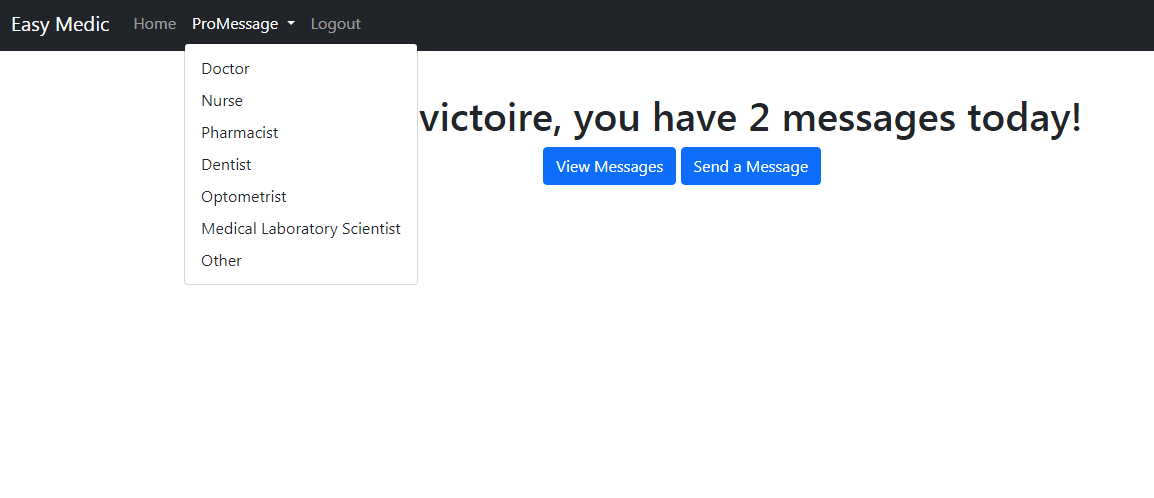 Easy Medic Home ProMessage Logout
Doctor
Nurse
Pharmacist
Dentist
Optometrist
Medical Laboratory Scientist
Other
victoire, you have 2 messages today!
View Messages Send a Message